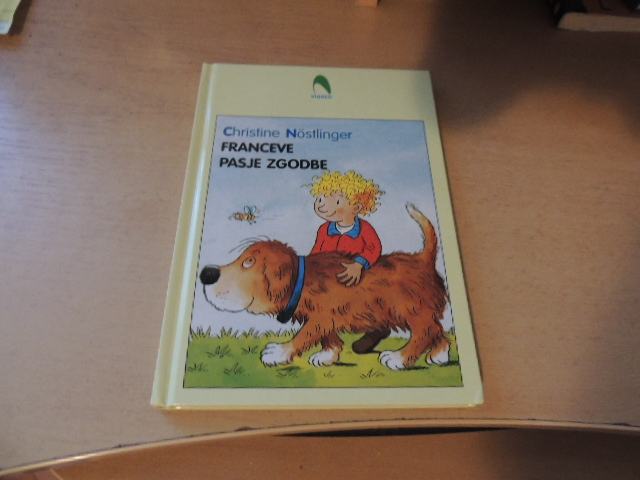 Christine Nöstlinger
FRANCEVE
PASJE ZGODBE